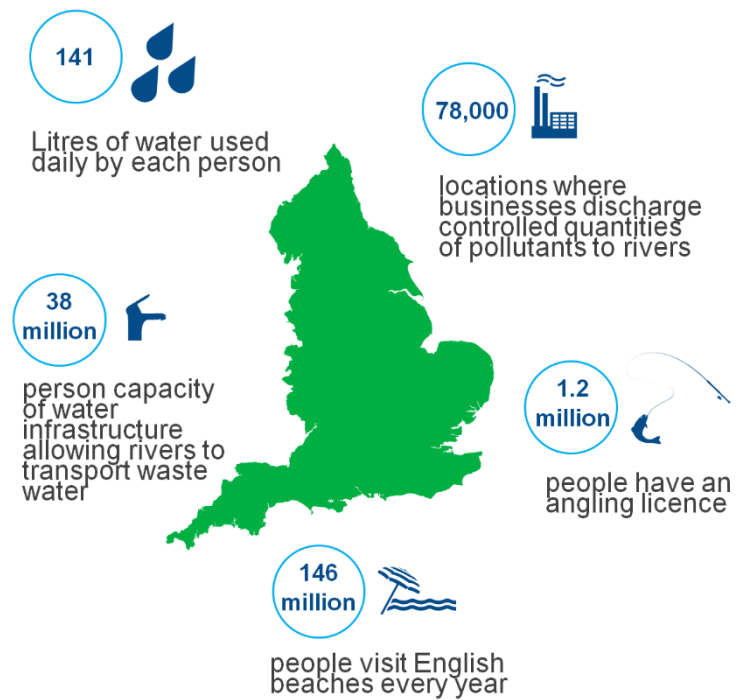 141
Litres of water used
daily by each person
78,000
locations where
businesses discharge
controlled quantities
of pollutants to rivers
38
million
person capacity
of water
infrastructure
allowing rivers to
transport waste
water
1.2
million
people have an
angling licence
146
million
people visit English
beaches every year